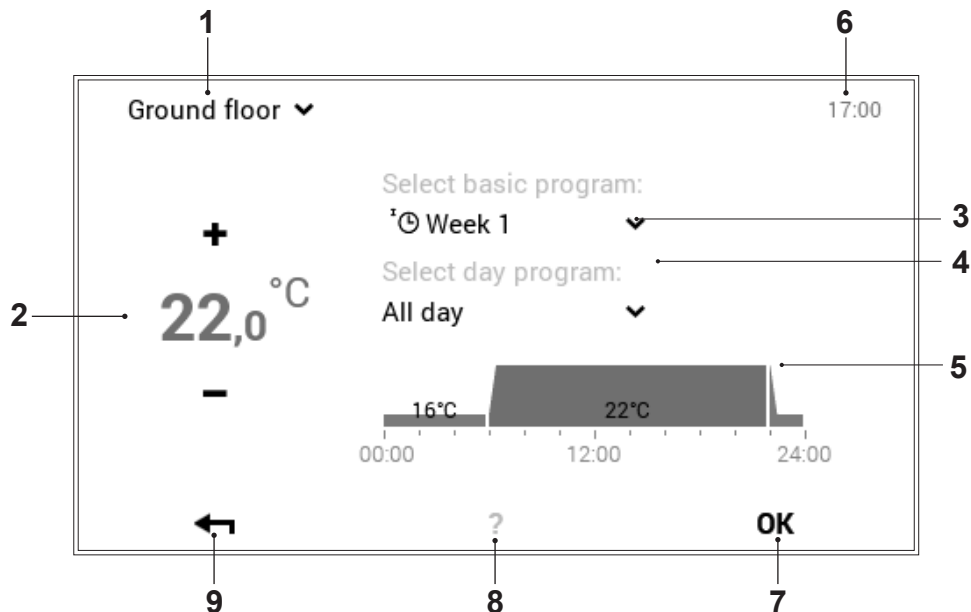 1
6
Ground floor
17:00
Select basic program:
Week 1
3
Select day program:
4
22,0 °C
2
All day
5
16°C
22°C
00:00
12:00
24:00
?
OK
9
8
7